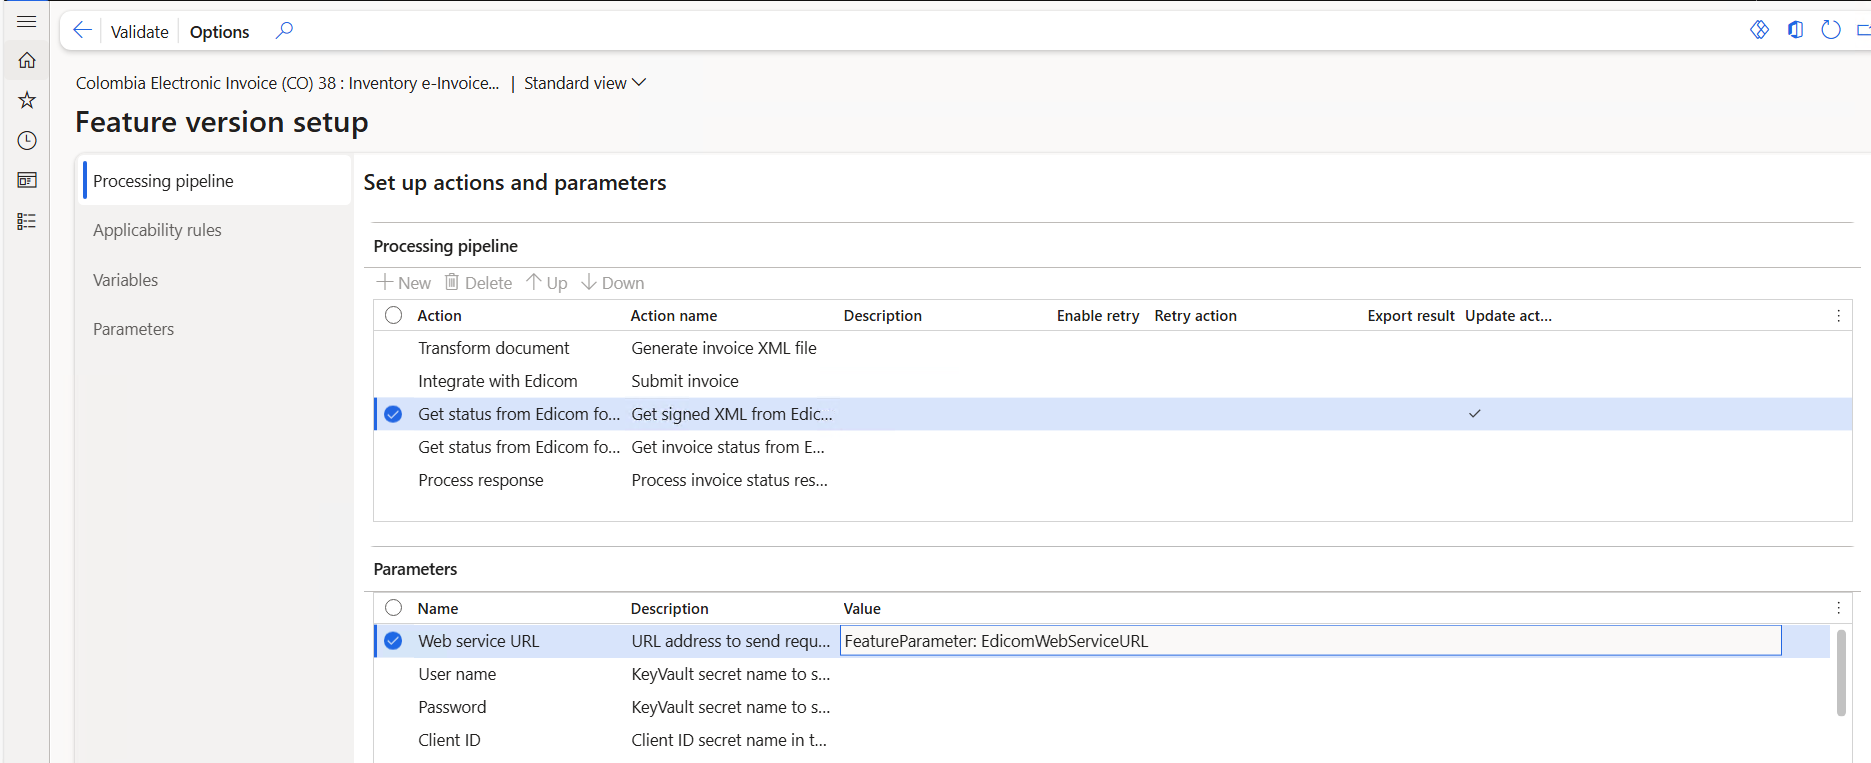 Validate Options
Colombia Electronic Invoice (CO) 38 : Inventory e-Invoice... | Standard view
Feature version setup
Processing pipeline
Applicability rules
Variables
Parameters
Set up actions and parameters
Processing pipeline
New Delete Up Down
Action Action name Description Enable retry Retry action Export result Update act...
Transform document Generate invoice XML file
Integrate with Edicom Submit invoice
Get status from Edicom fo... Get signed XML from Edic...
Get status from Edicom fo... Get invoice status from E...
Process response Process invoice status res...
Parameters
Name Description Value
Web service URL URL address to send requ... FeatureParameter: EdicomWebServiceURL
User name KeyVault secret name to s...
Password KeyVault secret name to s...
Client ID Client ID secret name in t...